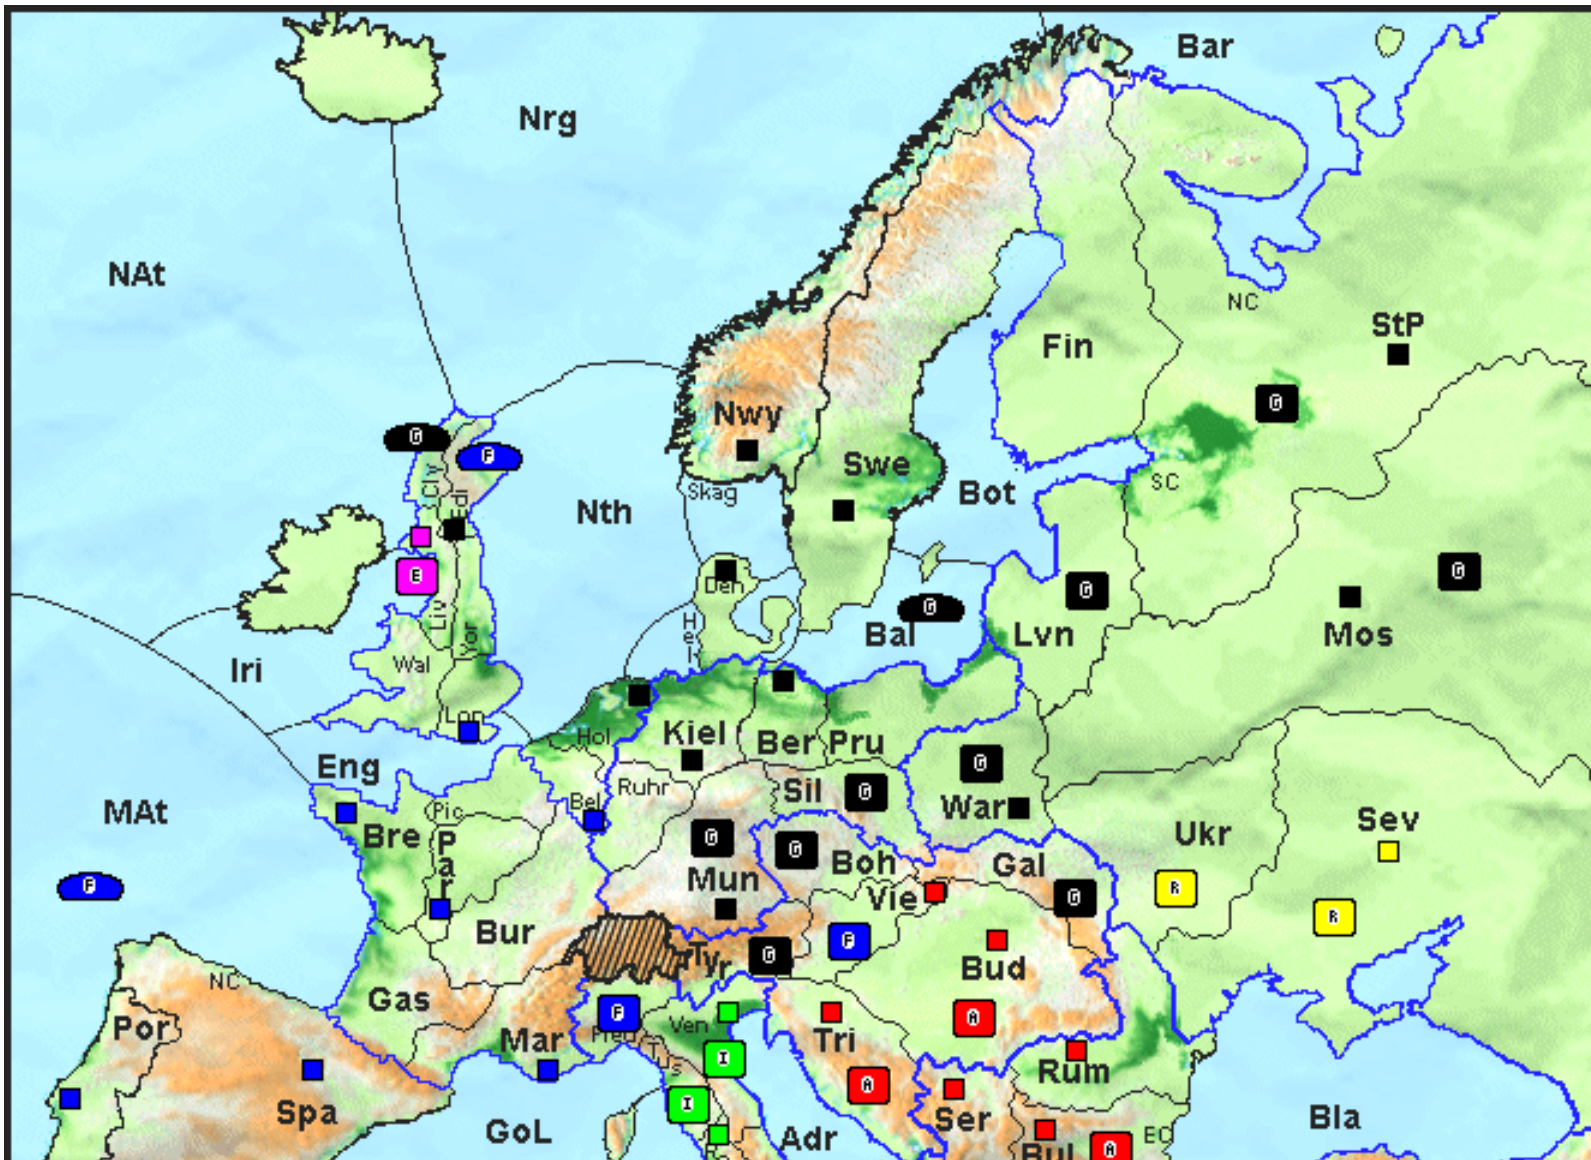 Bar
Nrg
NAt
NC
StP
Fin
Nwy
G
Swe
G
F
Cly
Edi
Skag
Bot
SC
Nth
E
Den
G
G
G
Liv
Yor
Hel
Bal
Lvn
Mos
Iri
Wal
Lon
Hol
Kiel
Ber
Pru
Eng
G
Ruhr
Sil
G
War
MAt
Pic
Bel
Bre
Par
G
G
Boh
Gal
Ukr
Sev
F
Mun
Vie
G
R
R
Bur
Tyr
G
F
Bud
NC
Gas
Por
F
Pied
Ven
A
Mar
Tus
Tri
I
Rum
Spa
I
A
Ser
GoL
Adr
Bla
EC
Bul
A